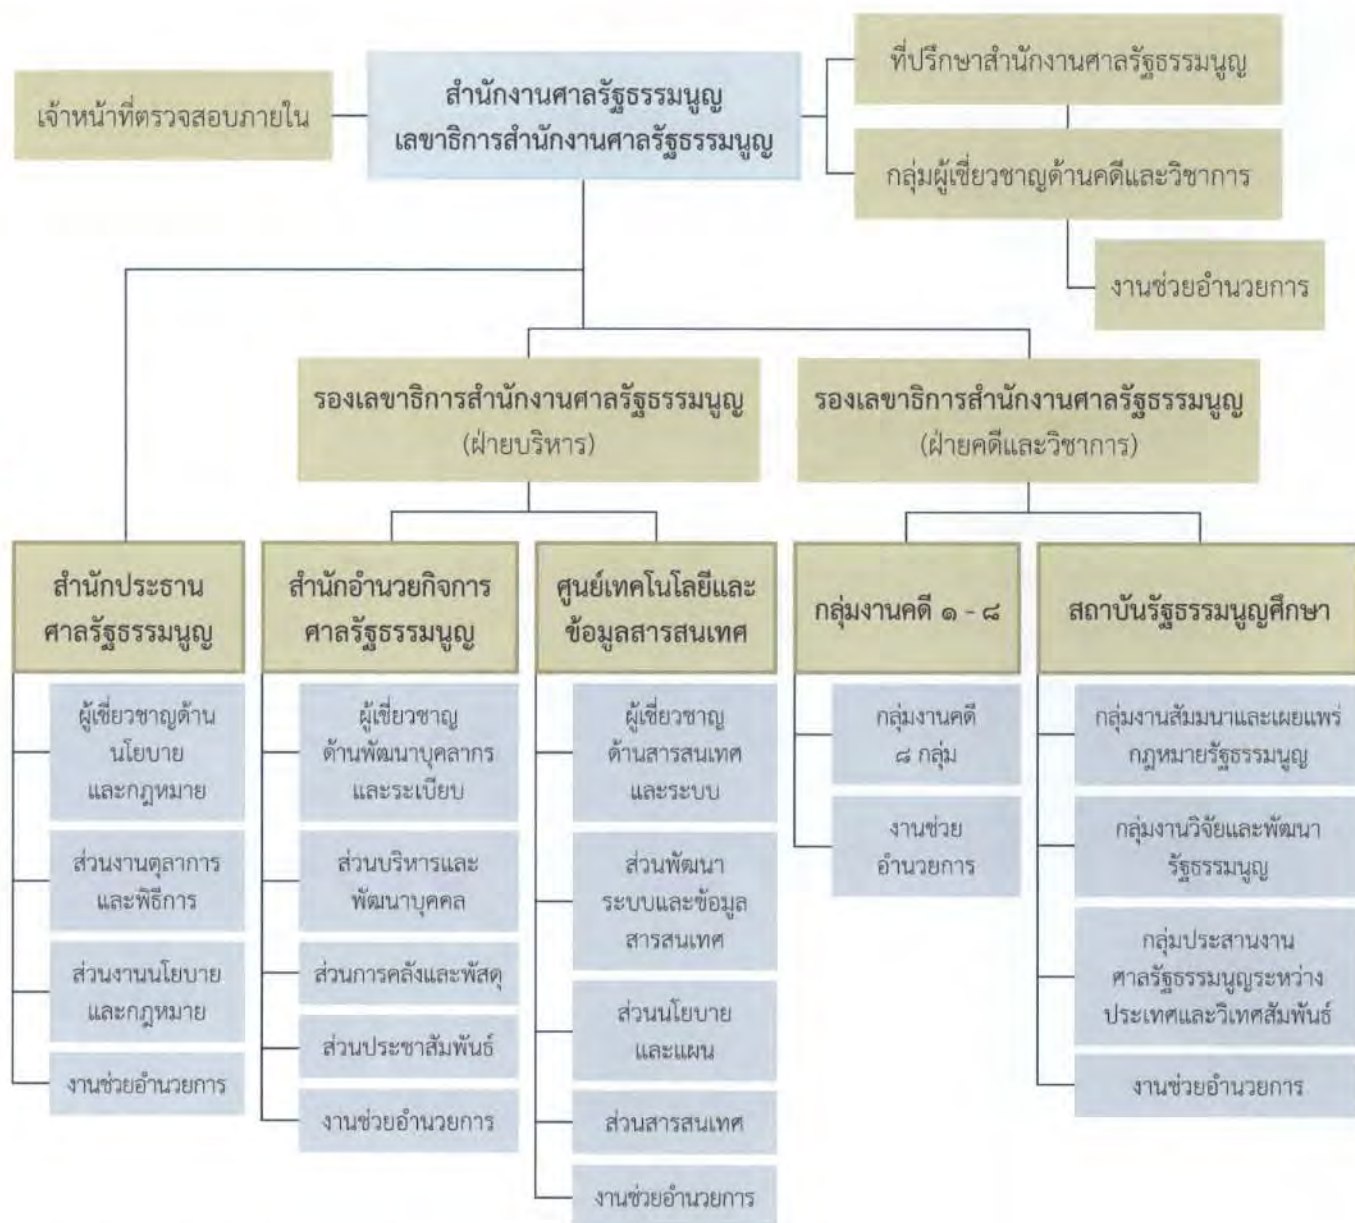 เจ้าหน้าที่ตรวจสอบภายใน
สำนักงานศาลรัฐธรรมนูญ
เลขาธิการสำนักงานศาลรัฐธรรมนูญ
ที่ปรึกษาสำนักงานศาลรัฐธรรมนูญ
กลุ่มผู้เชี่ยวชาญด้านคดีและวิชาการ
งานช่วยอำนวยการ
รองเลขาธิการสำนักงานศาลรัฐธรรมนูญ
(ฝ่ายบริหาร)
รองเลขาธิการสำนักงานศาลรัฐธรรมนูญ
(ฝ่ายคดีและวิชาการ)
สำนักประธาน
ศาลรัฐธรรมนูญ
ผู้เชี่ยวชาญด้าน
นโยบาย
และกฎหมาย
ส่วนงานตุลาการ
และพิธีการ
ส่วนงานนโยบาย
และกฎหมาย
งานช่วยอำนวยการ
สำนักอำนวยกิจการ
ศาลรัฐธรรมนูญ
ผู้เชี่ยวชาญ
ด้านพัฒนาบุคลากร
และระเบียบ
ส่วนบริหารและ
พัฒนาบุคคล
ส่วนการคลังและพัสดุ
ส่วนประชาสัมพันธ์
งานช่วยอำนวยการ
ศูนย์เทคโนโลยีและ
ข้อมูลสารสนเทศ
ผู้เชี่ยวชาญ
ด้านสารสนเทศ
และระบบ
ส่วนพัฒนา
ระบบและข้อมูล
สารสนเทศ
ส่วนนโยบาย
และแผน
ส่วนสารสนเทศ
งานช่วยอำนวยการ
กลุ่มงานคดี ๑ - ๘
กลุ่มงานคดี
๘ กลุ่ม
งานช่วย
อำนวยการ
สถาบันรัฐธรรมนูญศึกษา
กลุ่มงานสัมมนาและเผยแพร่
กฎหมายรัฐธรรมนูญ
กลุ่มงานวิจัยและพัฒนา
รัฐธรรมนูญ
กลุ่มประสานงาน
ศาลรัฐธรรมนูญระหว่าง
ประเทศและวิเทศสัมพันธ์
งานช่วยอำนวยการ